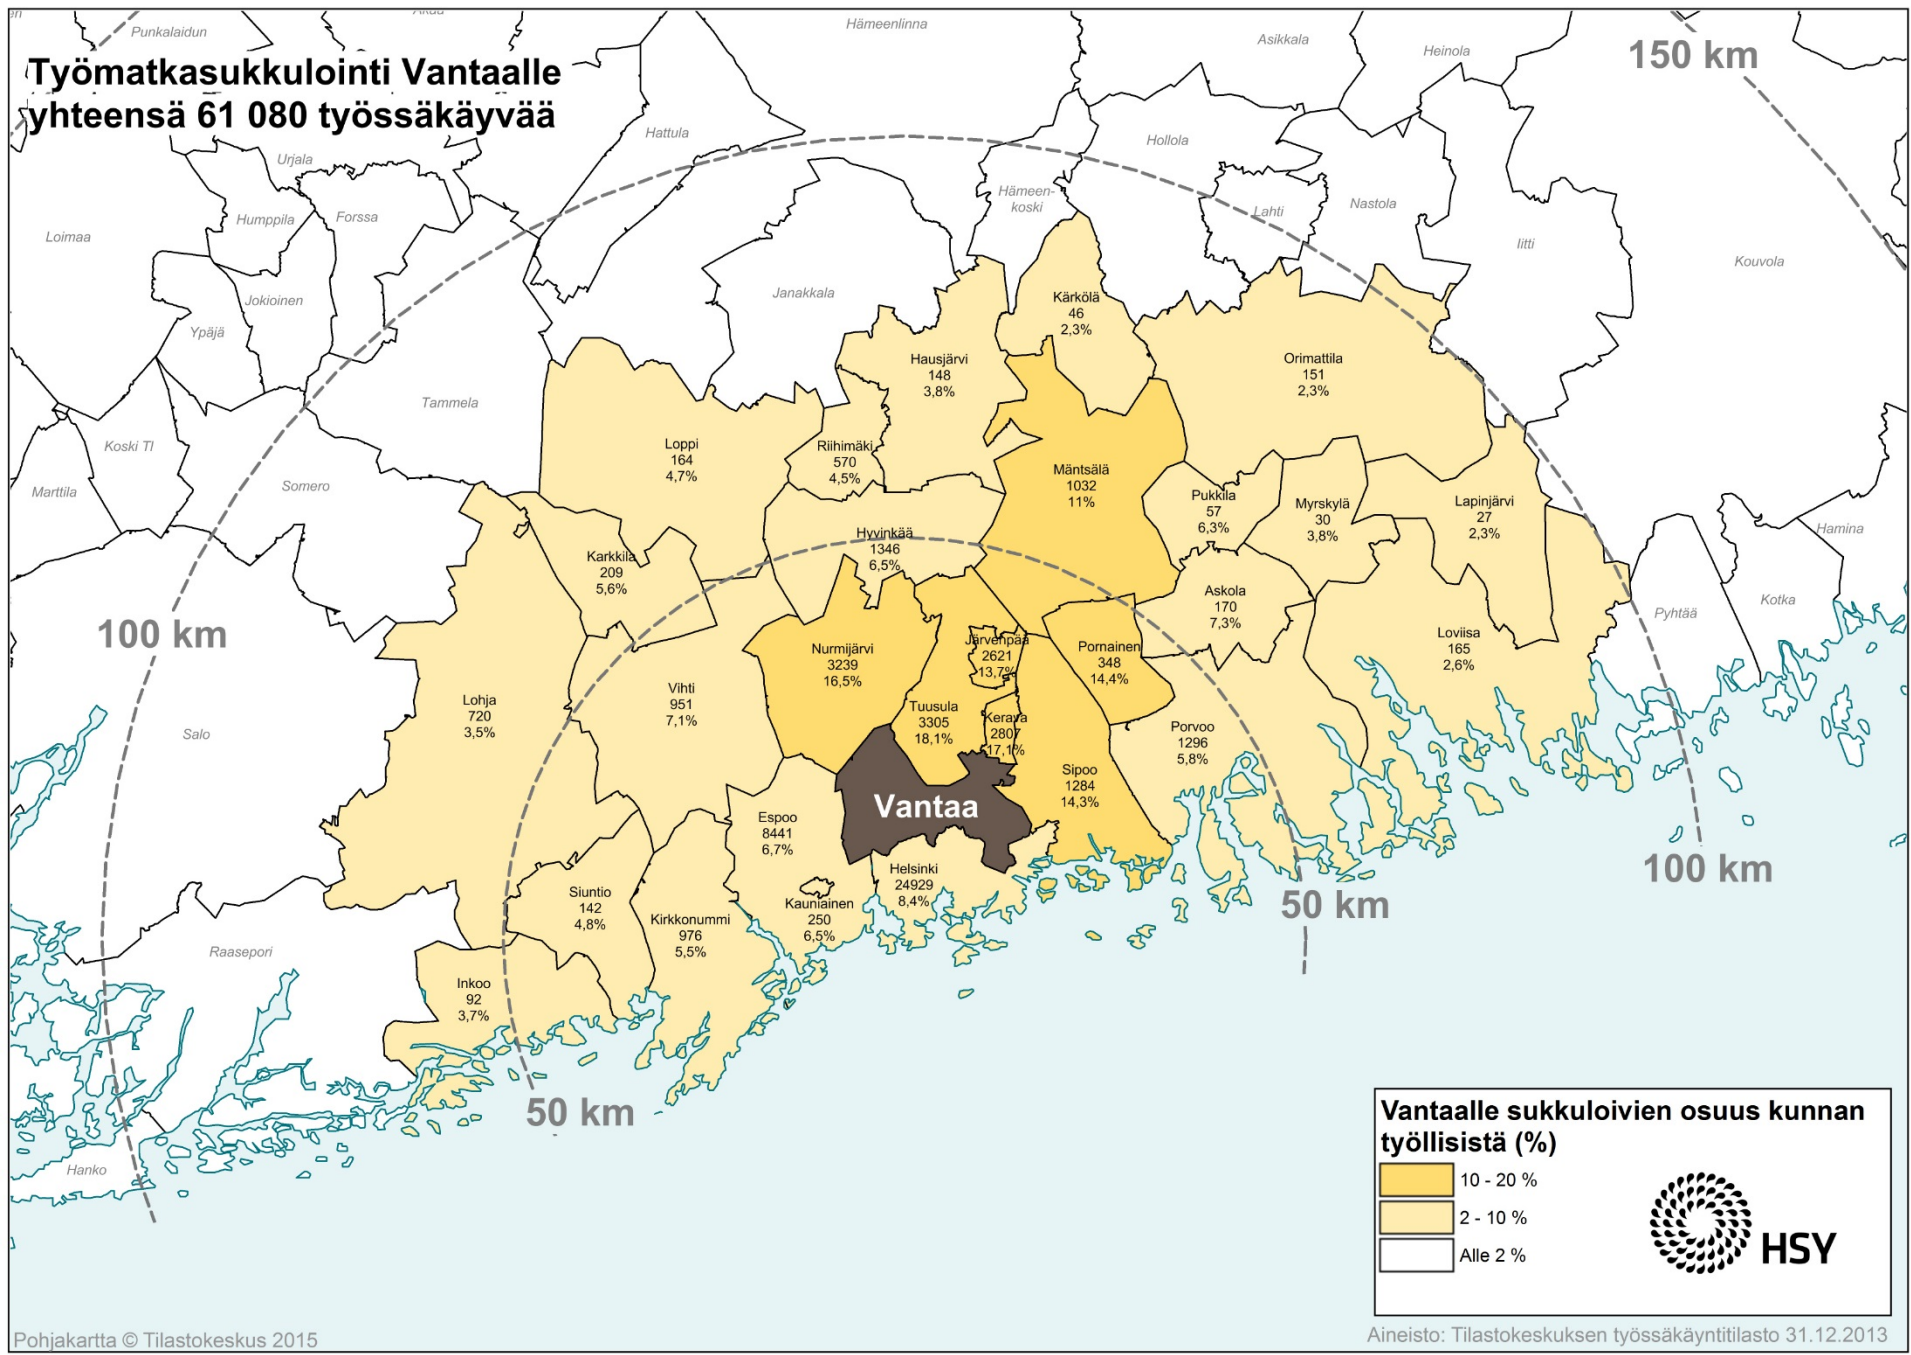 Työmatkasukkulointi Vantaalle
yhteensä 61 080 työssäkäyvää
Punkalaidun
Hämeenlinna
Asikkala
Heinola
150 km
Urjala
Hattula
Hollola
Humppila
Forssa
Hämeen-
koski
Lahti
Nastola
Iitti
Kouvola
Loimaa
Jokioinen
Ypäjä
Janakkala
Kärkölä
46
2,3%
Hausjärvi
148
3,8%
Orimattila
151
2,3%
Tammela
Koski Tl
Marttila
Somero
Loppi
164
4,7%
Riihimäki
570
4,5%
Mäntsälä
1032
11%
Pukkila
57
6,3%
Myrskylä
30
3,8%
Lapinjärvi
27
2,3%
Hamina
Hyvinkää
1346
6,5%
Karkkila
209
5,6%
Askola
170
7,3%
Pyhtää
Kotka
100 km
Nurmijärvi
3239
16,5%
Järvenpää
2621
13,7%
Pornainen
348
14,4%
Loviisa
165
2,6%
Salo
Lohja
720
3,5%
Vihti
951
7,1%
Tuusula
3305
18,1%
Kerava
2807
17,1%
Porvoo
1296
5,8%
Sipoo
1284
14,3%
Vantaa
Espoo
8441
6,7%
Helsinki
24929
8,4%
100 km
50 km
Siuntio
142
4,8%
Kirkkonummi
976
5,5%
Kauniainen
250
6,5%
Raasepori
Inkoo
92
3,7%
50 km
Hanko
Vantaalle sukkuloivien osuus kunnan
työllisistä (%)
10 - 20 %
2 - 10 %
Alle 2 %
HSY
Pohjakartta © Tilastokeskus 2015
Aineisto: Tilastokeskuksen työssäkäyntitilasto 31.12.2013